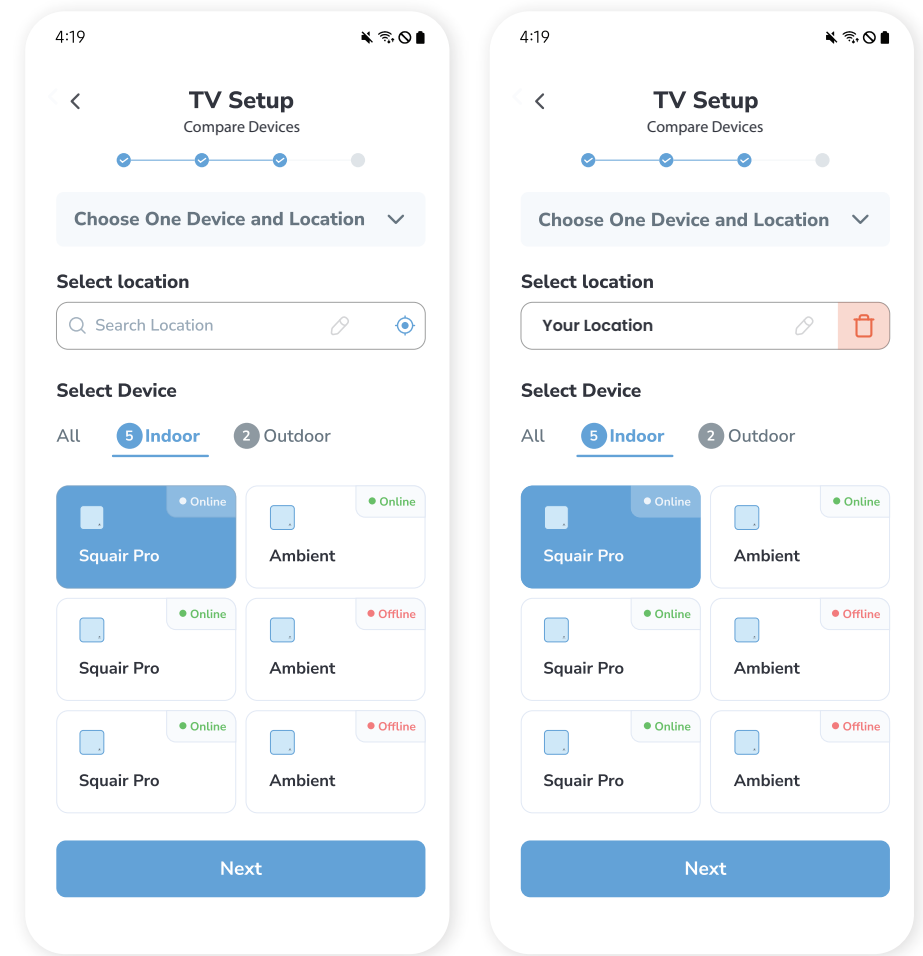 4:19
TV Setup
Compare Devices
Choose One Device and Location
Select location
Search Location
Select Device
All 5 Indoor 2 Outdoor
Online Online
Squair Pro Ambient
Online Offline
Squair Pro Ambient
Online Offline
Squair Pro Ambient
Next
4:19
TV Setup
Compare Devices
Choose One Device and Location
Select location
Your Location
Select Device
All 5 Indoor 2 Outdoor
Online Online
Squair Pro Ambient
Online Offline
Squair Pro Ambient
Online Offline
Squair Pro Ambient
Next